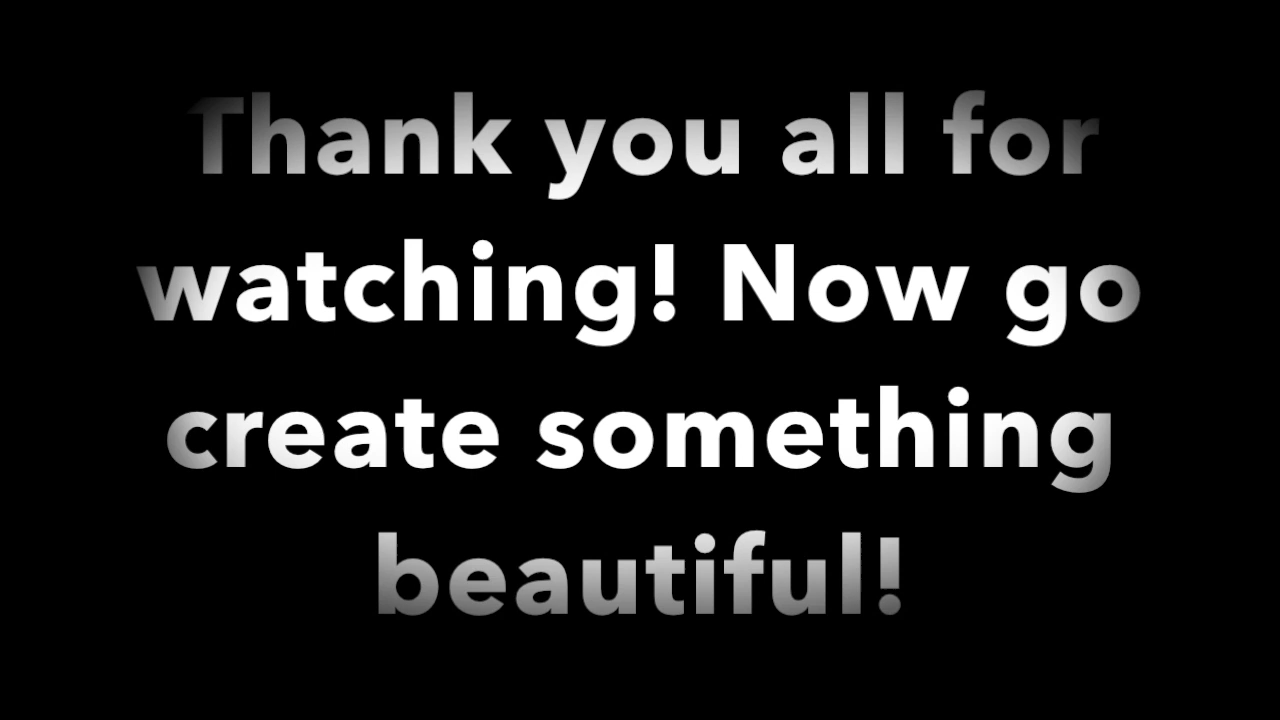 Thank you all for
watching! Now go
create something
beautiful!